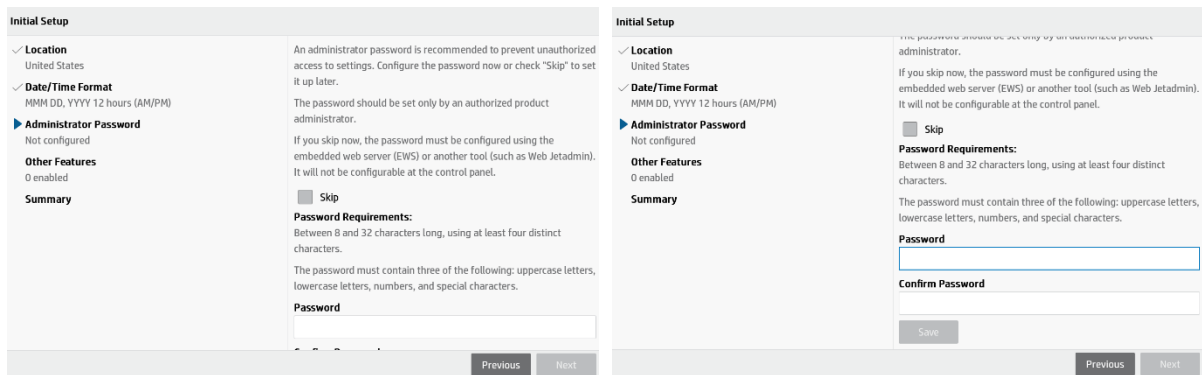 Initial Setup
Location
United States
Date/Time Format
MMM DD, YYYY 12 hours (AM/PM)
Administrator Password
Not configured
Other Features
0 enabled
Summary
An administrator password is recommended to prevent unauthorized
access to settings. Configure the password now or check "Skip" to set
it up later.
The password should be set only by an authorized product
administrator.
If you skip now, the password must be configured using the
embedded web server (EWS) or another tool (such as Web Jetadmin).
It will not be configurable at the control panel.
Skip
Password Requirements:
Between 8 and 32 characters long, using at least four distinct
characters.
The password must contain three of the following: uppercase letters,
lowercase letters, numbers, and special characters.
Password
Previous
Next
Initial Setup
Location
United States
Date/Time Format
MMM DD, YYYY 12 hours (AM/PM)
Administrator Password
Not configured
Other Features
0 enabled
Summary
administrator.
If you skip now, the password must be configured using the
embedded web server (EWS) or another tool (such as Web Jetadmin).
It will not be configurable at the control panel.
Skip
Password Requirements:
Between 8 and 32 characters long, using at least four distinct
characters.
The password must contain three of the following: uppercase letters,
lowercase letters, numbers, and special characters.
Password
Confirm Password
Save
Previous
Next